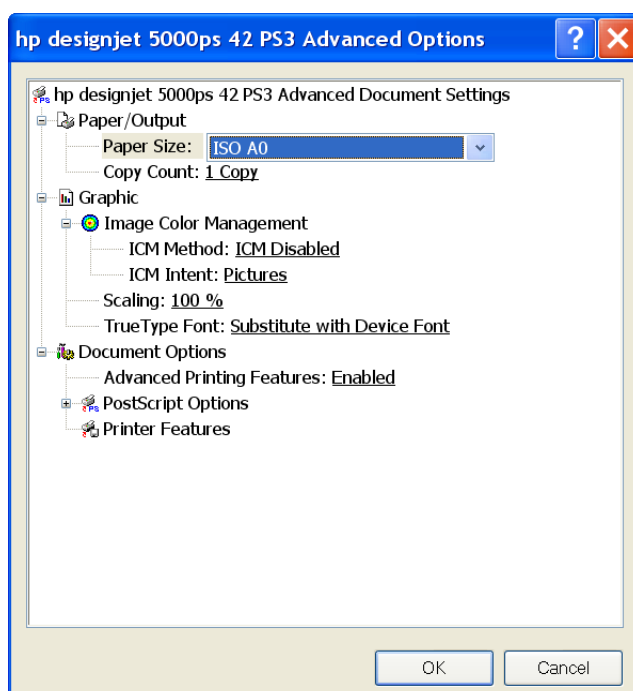 hp designjet 5000ps 42 PS3 Advanced Options
hp designjet 5000ps 42 PS3 Advanced Document Settings
Paper/Output
Paper Size: ISO A0
Copy Count: 1 Copy
Graphic
Image Color Management
ICM Method: ICM Disabled
ICM Intent: Pictures
Scaling: 100 %
TrueType Font: Substitute with Device Font
Document Options
Advanced Printing Features: Enabled
PostScript Options
Printer Features
OK Cancel